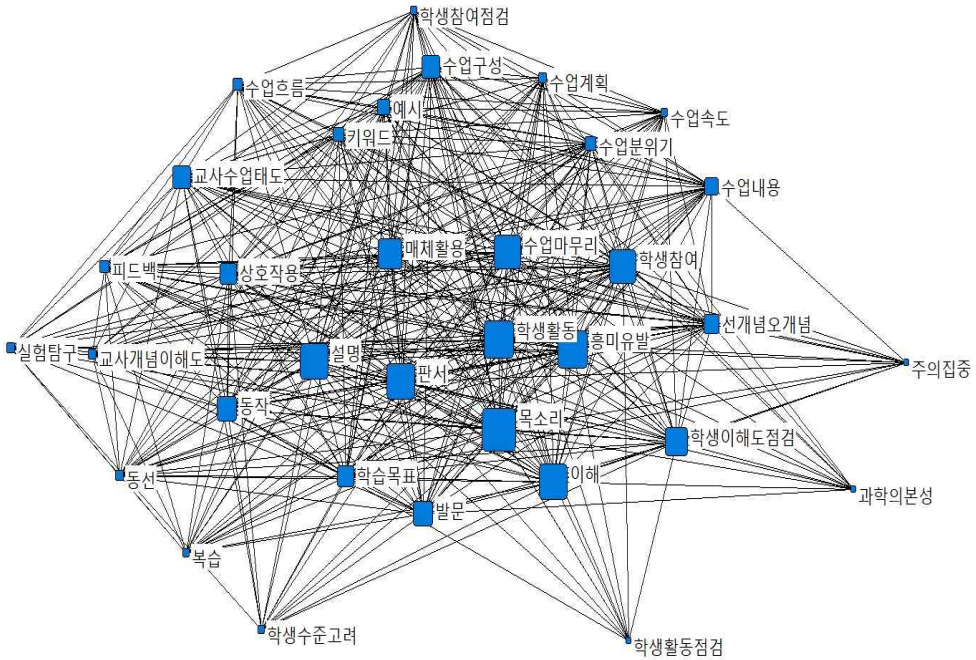 학생참여점검
수업구성
수업흐름
수업계획
예시
수업속도
키워드
수업분위기
교사수업태도
수업내용
매체활용
수업마무리
학생참여
피드백
상호작용
선개념오개념
학생활동
흥미유발
실험탐구
교사개념이해도
설명
판서
주의집중
동작
목소리
학생이해도점검
동선
학습목표
이해
과학의본성
발문
복습
학생수준고려
학생활동점검